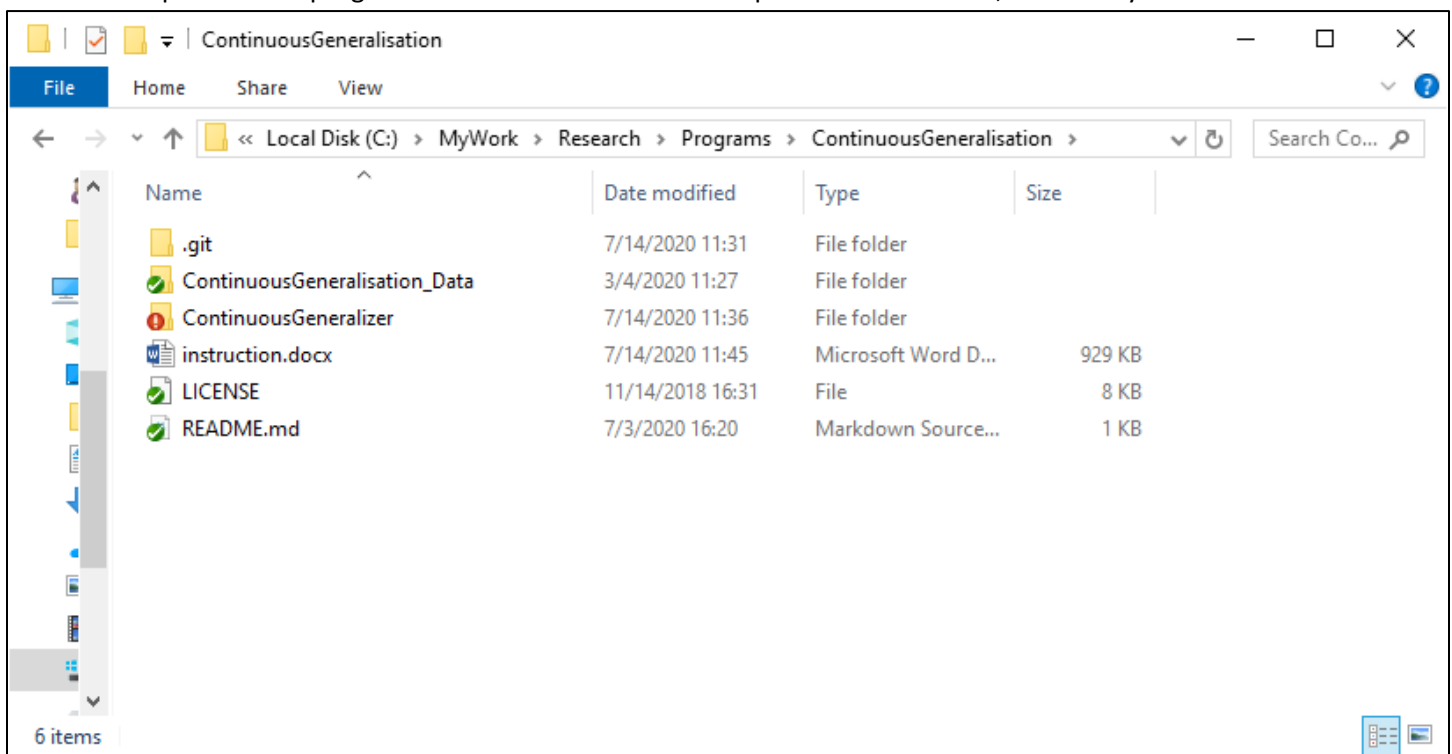 ContinuousGeneralisation
File Home Share View
« Local Disk (C:) > MyWork > Research > Programs > ContinuousGeneralisation > Search Co...
Name Date modified Type Size
.git 7/14/2020 11:31 File folder
ContinuousGeneralisation_Data 3/4/2020 11:27 File folder
ContinuousGeneralizer 7/14/2020 11:36 File folder
instruction.docx 7/14/2020 11:45 Microsoft Word D... 929 KB
LICENSE 11/14/2018 16:31 File 8 KB
README.md 7/3/2020 16:20 Markdown Source... 1 KB
6 items